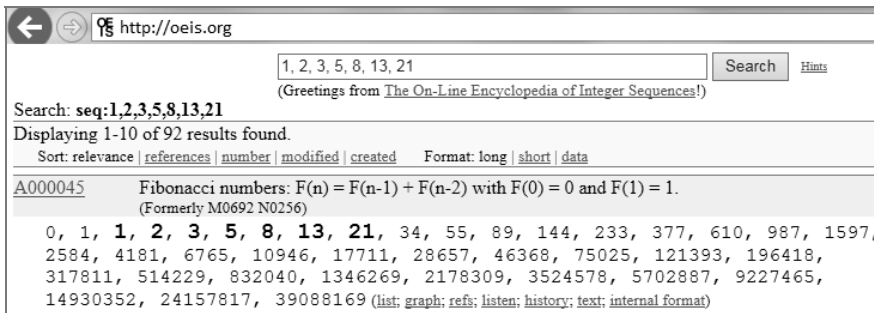 http://oeis.org
1, 2, 3, 5, 8, 13, 21 Search Hints
(Greetings from The On-Line Encyclopedia of Integer Sequences!)
Search: seq:1,2,3,5,8,13,21
Displaying 1-10 of 92 results found.
Sort: relevance | references | number | modified | created Format: long | short | data
A000045 Fibonacci numbers: F(n) = F(n-1) + F(n-2) with F(0) = 0 and F(1) = 1.
(Formerly M0692 N0256)
0, 1, 1, 2, 3, 5, 8, 13, 21, 34, 55, 89, 144, 233, 377, 610, 987, 1597,
2584, 4181, 6765, 10946, 17711, 28657, 46368, 75025, 121393, 196418,
317811, 514229, 832040, 1346269, 2178309, 3524578, 5702887, 9227465,
14930352, 24157817, 39088169 (list; graph; refs; listen; history; text; internal format)